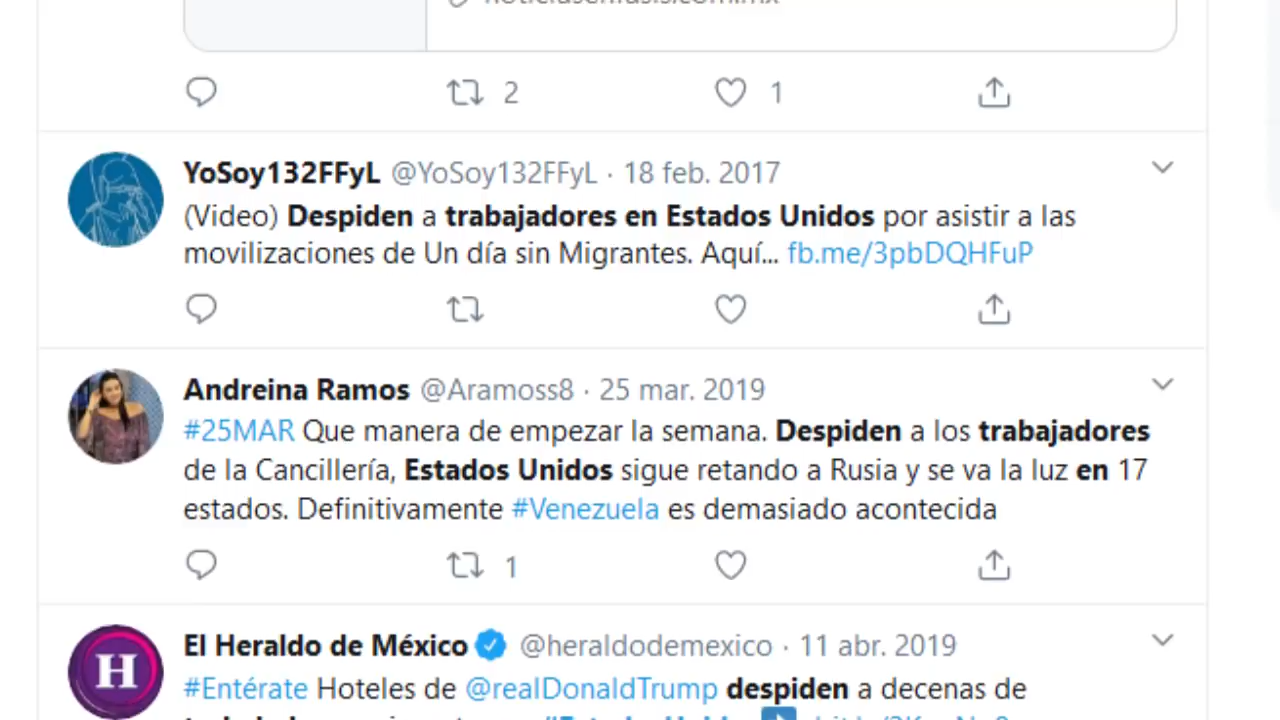 2 1
YoSoy132FFyL @YoSoy132FFyL · 18 feb. 2017
(Video) Despiden a trabajadores en Estados Unidos por asistir a las
movilizaciones de Un día sin Migrantes. Aquí... fb.me/3pbDQHFuP
Andreina Ramos @Aramoss8 · 25 mar. 2019
#25MAR Que manera de empezar la semana. Despiden a los trabajadores
de la Cancillería, Estados Unidos sigue retando a Rusia y se va la luz en 17
estados. Definitivamente #Venezuela es demasiado acontecida
1
H
El Heraldo de México @heraldodemexico · 11 abr. 2019
#Entérate Hoteles de @realDonaldTrump despiden a decenas de